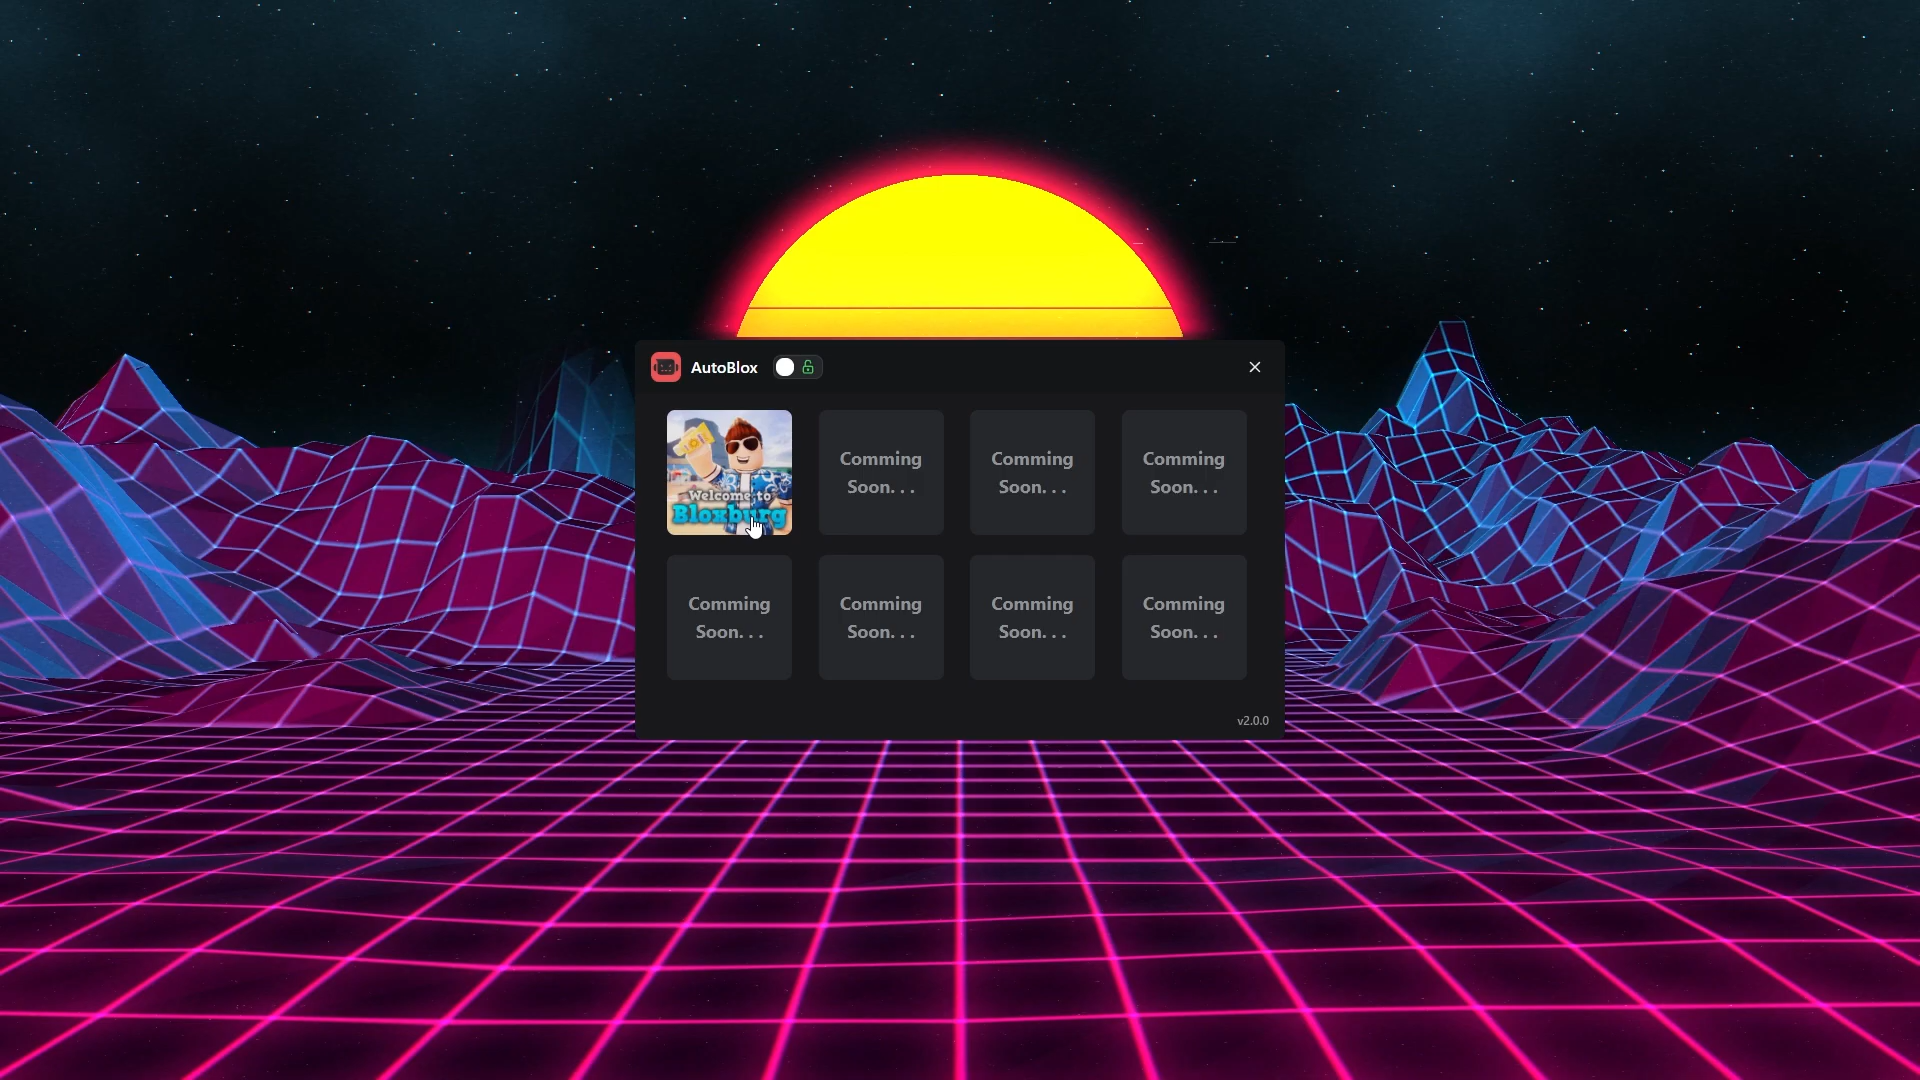 AutoBlox
Welcome to
Bloxburg
Comming
Soon. . .
Comming
Soon. . .
Comming
Soon. . .
Comming
Soon. . .
Comming
Soon. . .
Comming
Soon. . .
Comming
Soon. . .
v2.0.0